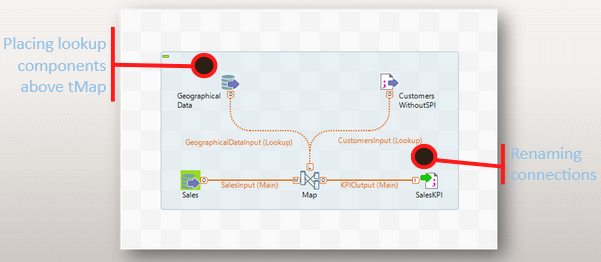 Placing lookup
components
above tMap
Geographical
Data
O
Customers
WithoutSPI
O
GeographicalDataInput (Lookup)
CustomersInput (Lookup)
Renaming
connections
L
Sales
O
SalesInput (Main)
M
Map
O
KPIOutput (Main)
I
SalesKPI